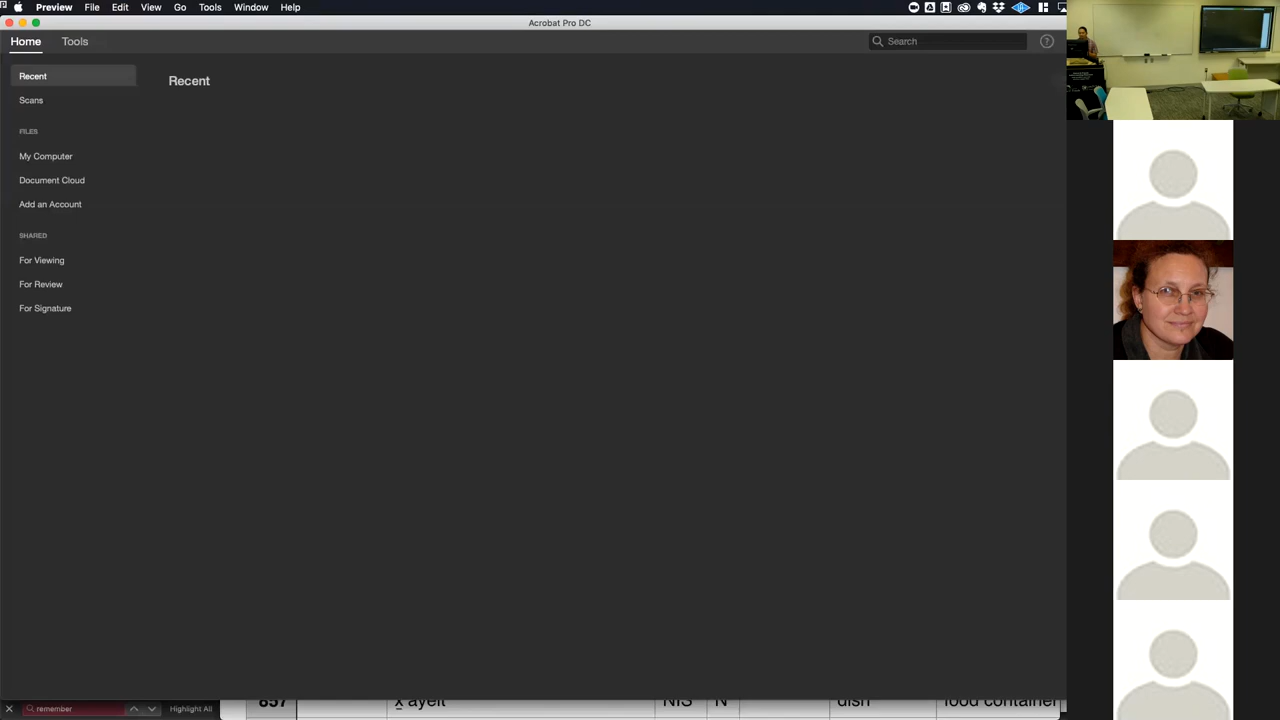 Preview File Edit View Go Tools Window Help
Acrobat Pro DC
Home Tools Search ?
Recent
Recent
Scans
FILES
My Computer
Document Cloud
Add an Account
SHARED
For Viewing
For Review
For Signature
remember Highlight All
857 x̲ ayeit NIS N dish food container